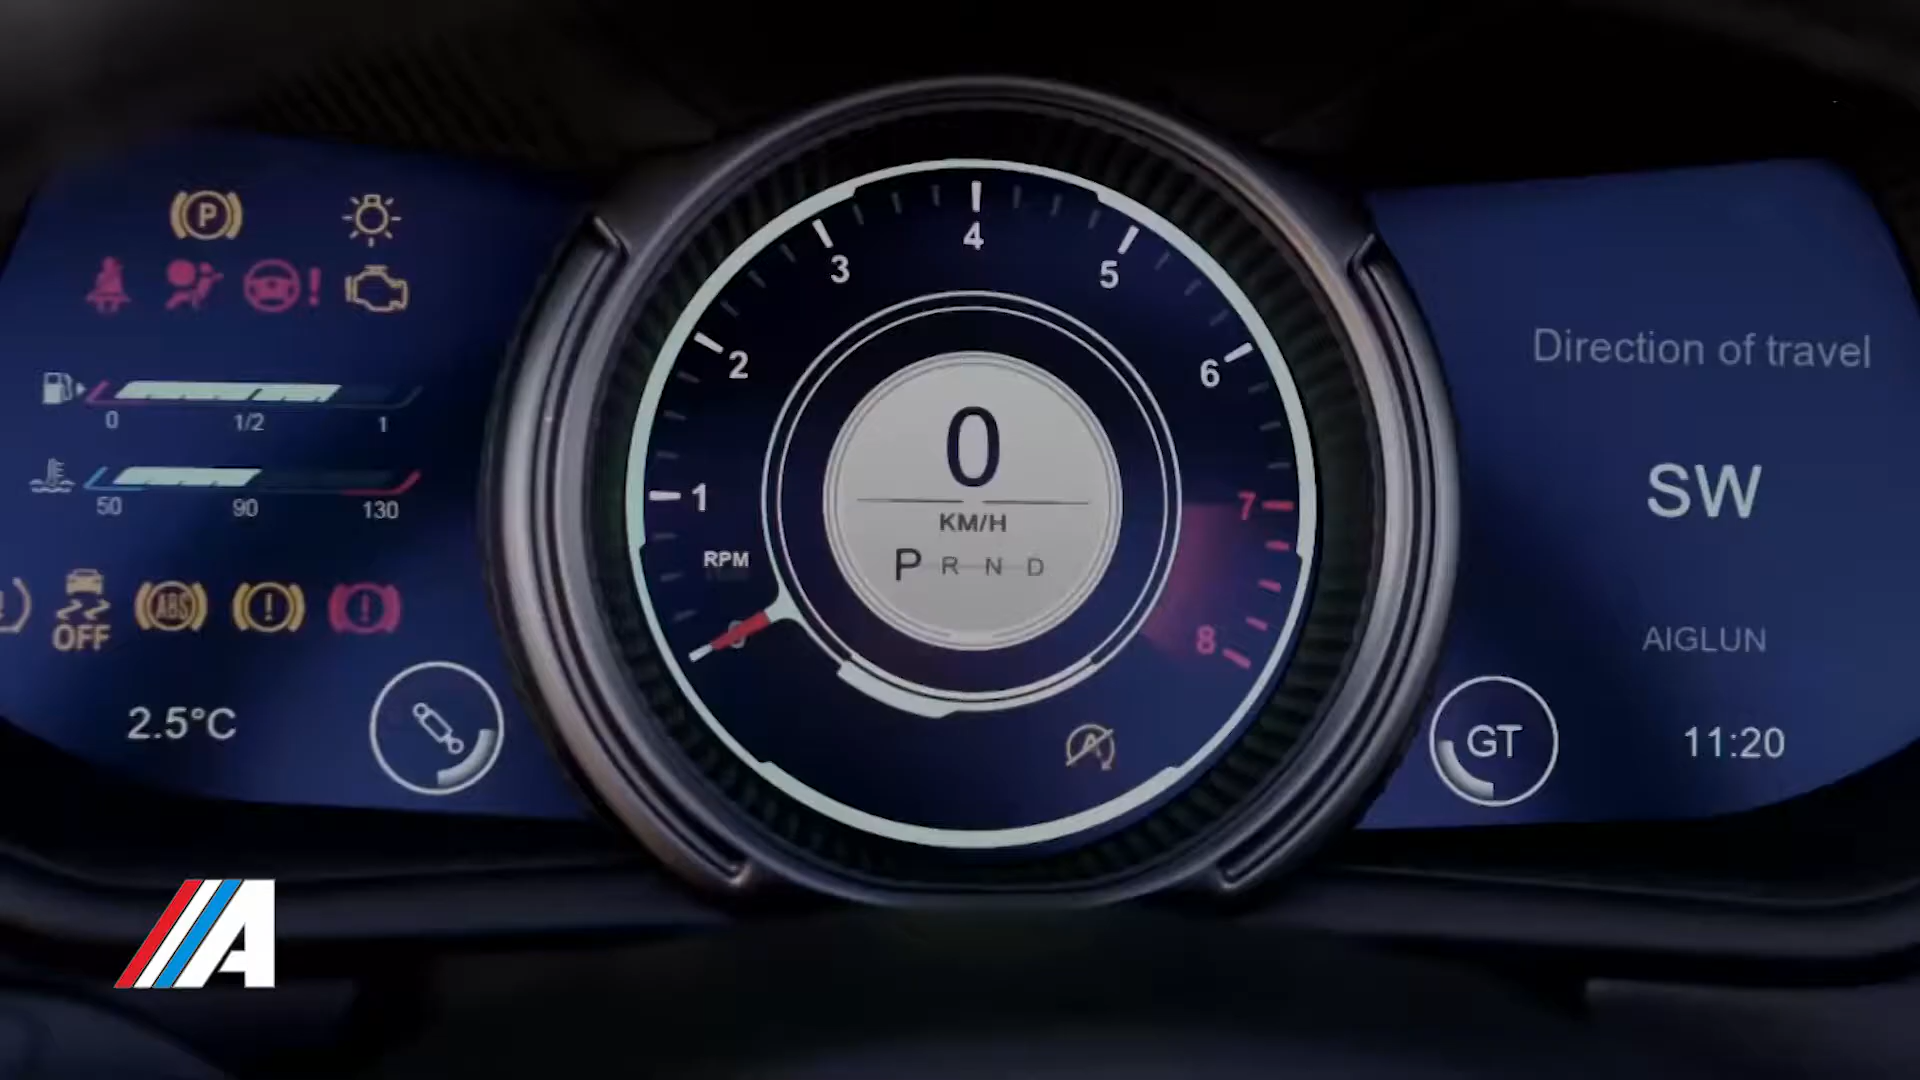 P
0 1/2 1
50 90 130
! ABS ! !
OFF
2.5°C
4
3 5
2 6
1 7
RPM
0 8
0
KM/H
P R N D
A
Direction of travel
SW
AIGLUN
GT 11:20
A